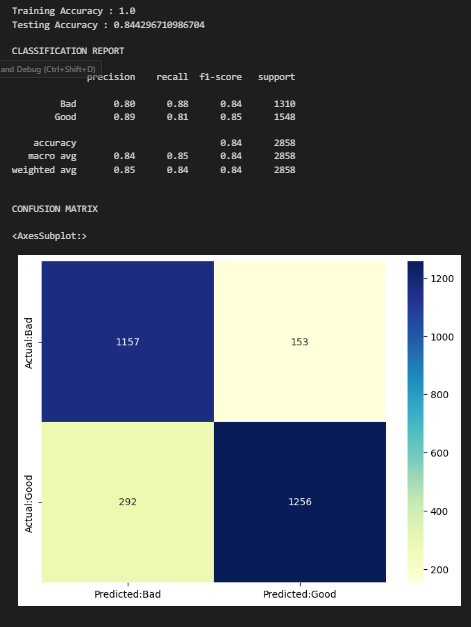 Training Accuracy : 1.0
Testing Accuracy : 0.844296710986704
CLASSIFICATION REPORT
and Debug (Ctrl+Shift+D)
precision recall f1-score support
Bad 0.80 0.88 0.84 1310
Good 0.89 0.81 0.85 1548
accuracy 0.84 2858
macro avg 0.84 0.85 0.84 2858
weighted avg 0.85 0.84 0.84 2858
CONFUSION MATRIX
<AxesSubplot:>
Actual:Bad
1157 153
Actual:Good
292 1256
Predicted:Bad Predicted:Good
1200
1000
800
600
400
200